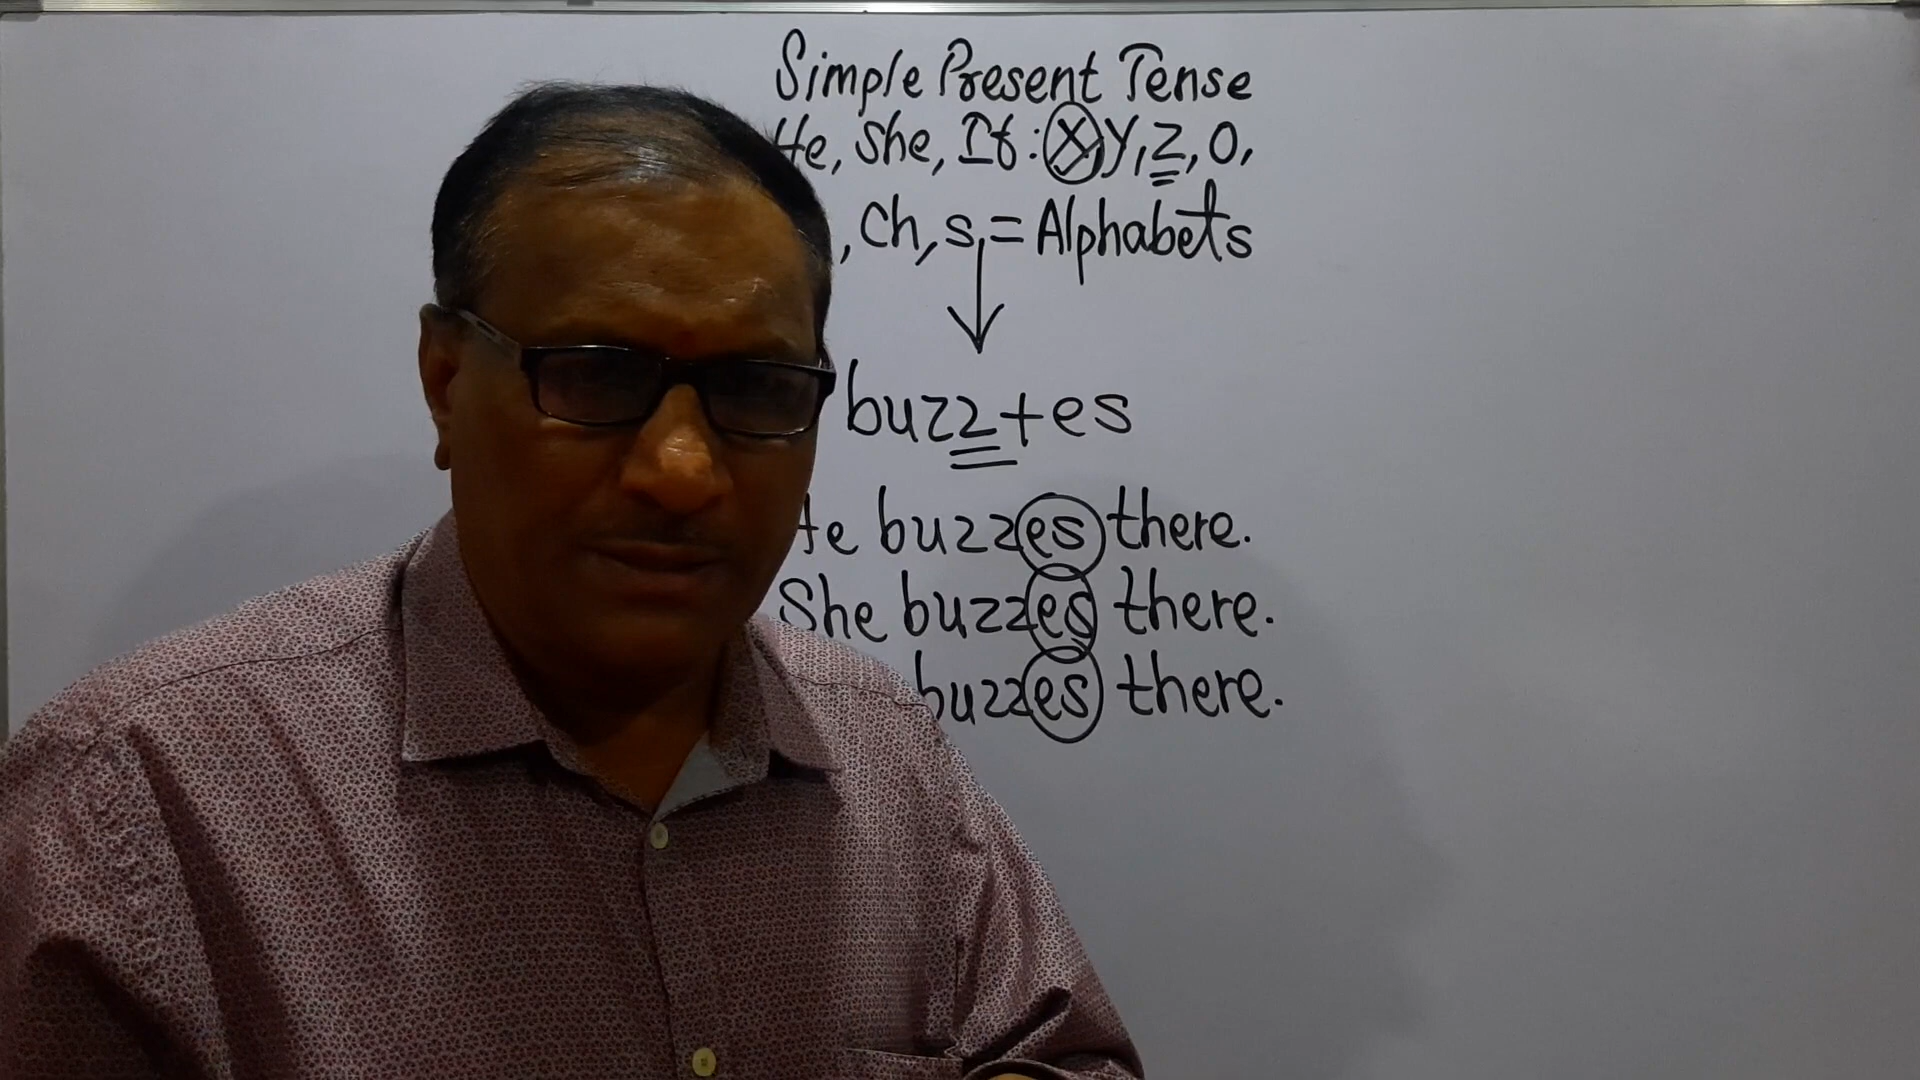 Simple Present Tense
He, She, It : X, Y, Z, O,
, Ch, S, = Alphabets
buzz + es
He buzzes there.
She buzzes there.
buzzes there.